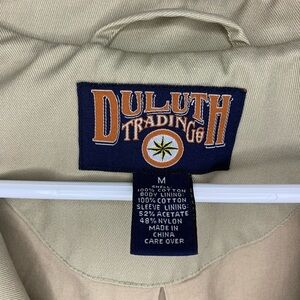 DULUTH
TRADING Co
M
SHELL:
100% COTTON
BODY LINING:
100% COTTON
SLEEVE LINING:
52% ACETATE
48% NYLON
MADE IN
CHINA
CARE OVER